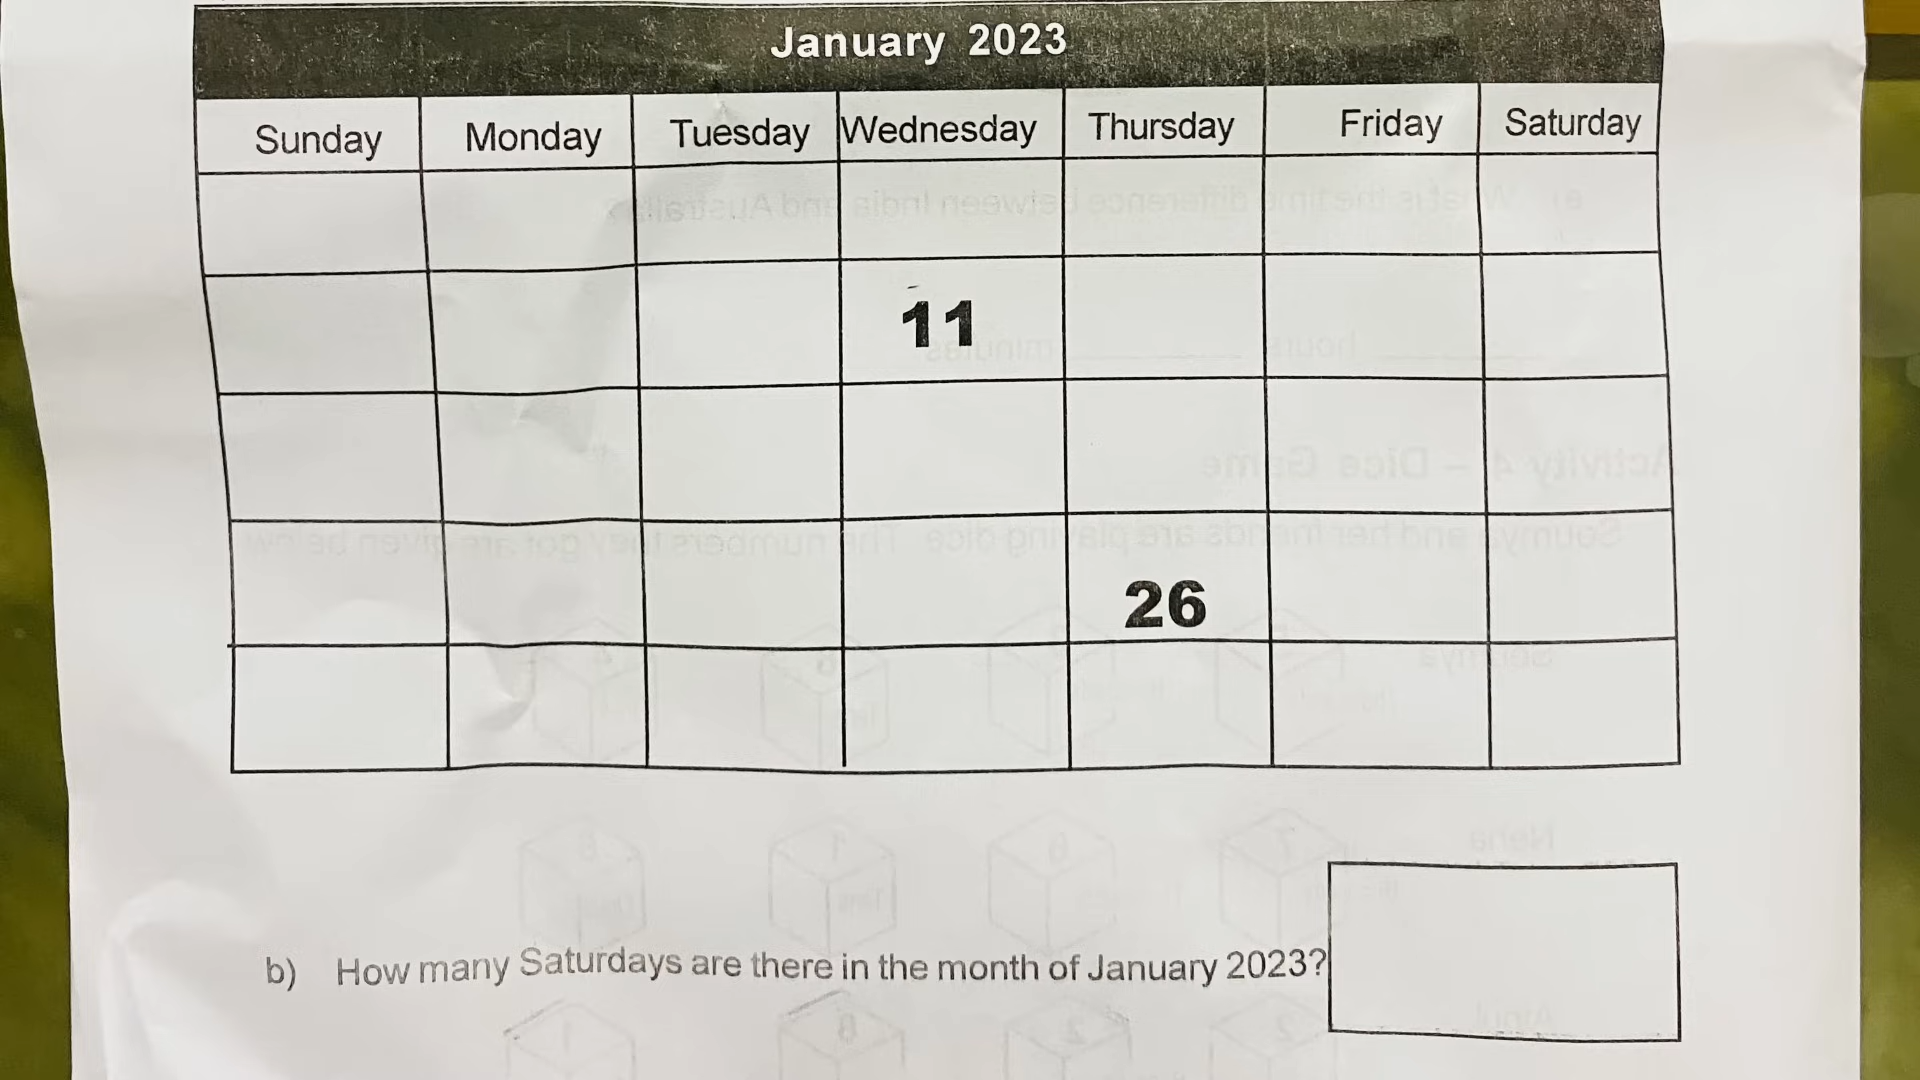 January 2023
Sunday Monday Tuesday Wednesday Thursday Friday Saturday
11
26
b) How many Saturdays are there in the month of January 2023?